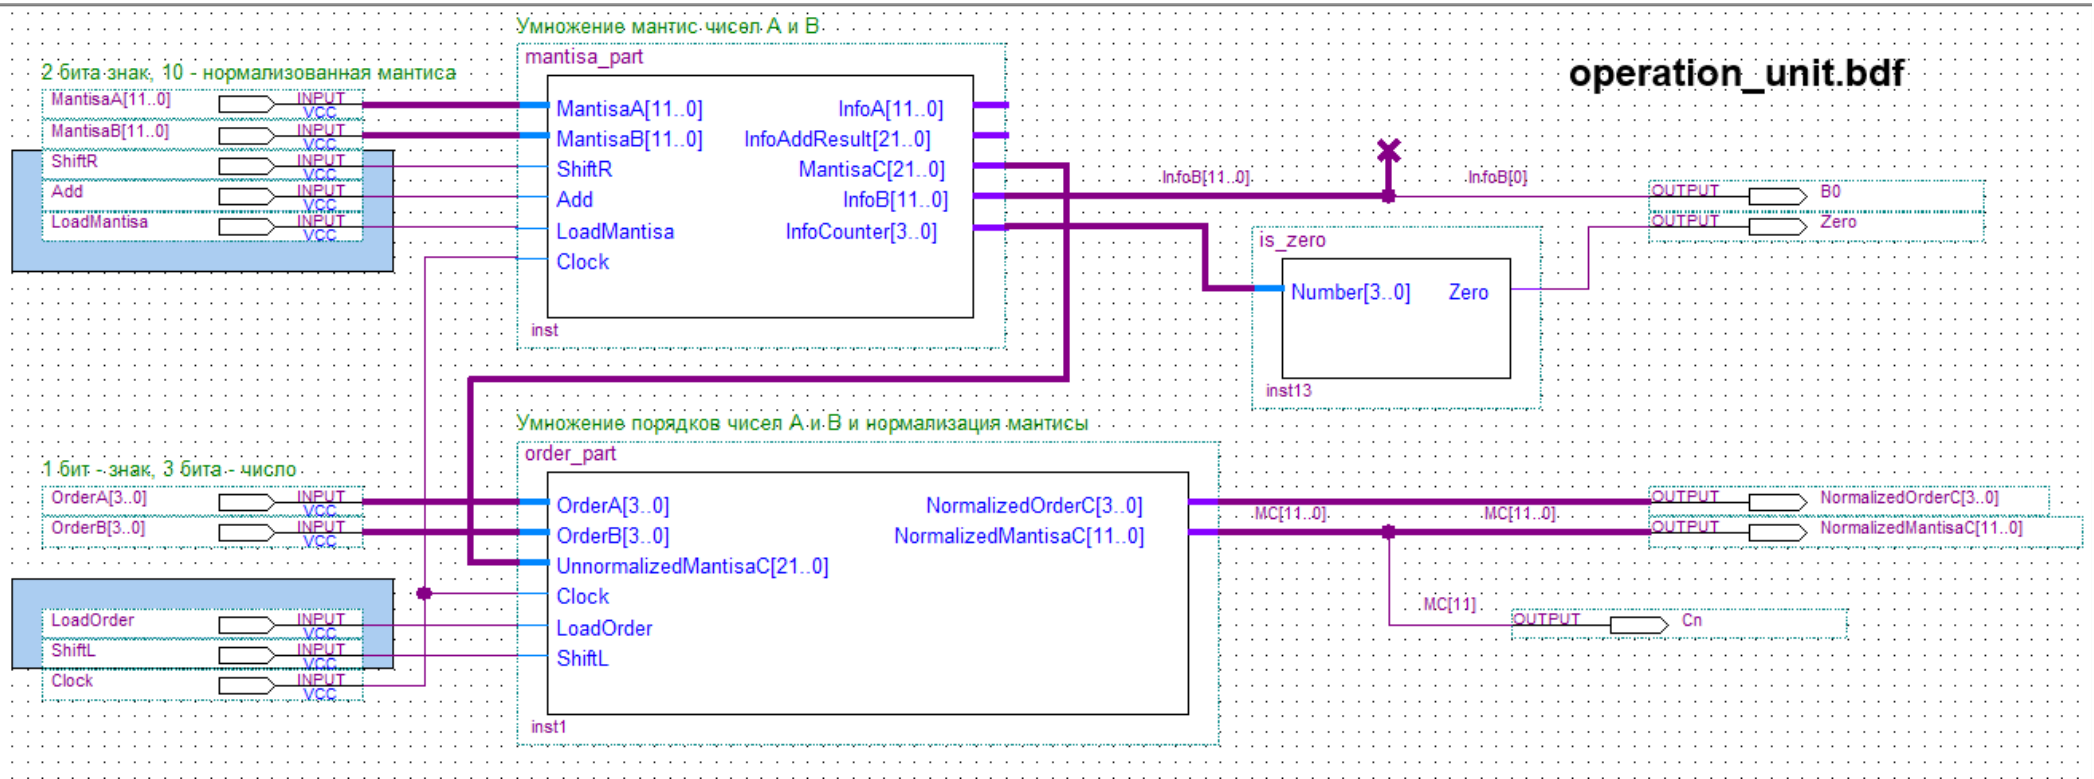 Умножение мантис чисел А и В
operation_unit.bdf
mantisa_part
2 бита знак, 10 - нормализованная мантиса
MantisaA[11..0]
INPUT
VCC
MantisaB[11..0]
INPUT
VCC
ShiftR
INPUT
VCC
Add
INPUT
VCC
LoadMantisa
INPUT
VCC
MantisaA[11..0]
MantisaB[11..0]
ShiftR
Add
LoadMantisa
Clock
InfoA[11..0]
InfoAddResult[21..0]
MantisaC[21..0]
InfoB[11..0]
InfoCounter[3..0]
inst
InfoB[11..0]
InfoB[0]
OUTPUT
B0
OUTPUT
Zero
is_zero
Number[3..0]
Zero
inst13
Умножение порядков чисел А и В и нормализация мантисы
order_part
1 бит - знак, 3 бита - число
OrderA[3..0]
INPUT
VCC
OrderB[3..0]
INPUT
VCC
OrderA[3..0]
OrderB[3..0]
UnnormalizedMantisaC[21..0]
Clock
LoadOrder
ShiftL
NormalizedOrderC[3..0]
NormalizedMantisaC[11..0]
inst1
MC[11..0]
MC[11..0]
OUTPUT
NormalizedOrderC[3..0]
OUTPUT
NormalizedMantisaC[11..0]
MC[11]
OUTPUT
Cn
LoadOrder
INPUT
VCC
ShiftL
INPUT
VCC
Clock
INPUT
VCC